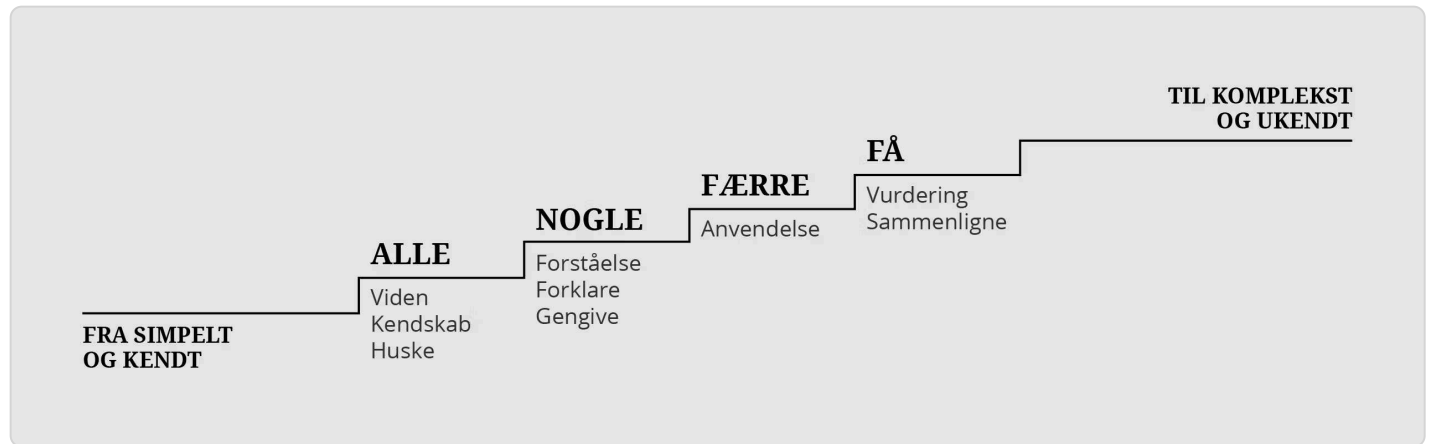 FRA SIMPELT
OG KENDT
ALLE
Viden
Kendskab
Huske
NOGLE
Forståelse
Forklare
Gengive
FÆRRE
Anvendelse
FÅ
Vurdering
Sammenligne
TIL KOMPLEKST
OG UKENDT